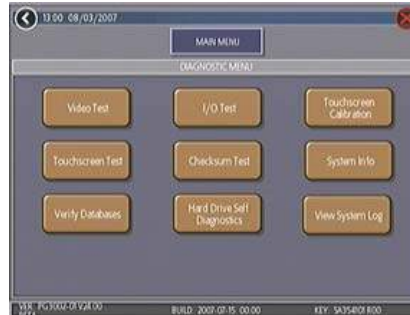 13:00 08/03/2007
MAIN MENU
DIAGNOSTIC MENU
Video Test
I/O Test
Touchscreen
Calibration
Touchscreen Test
Checksum Test
System Info
Verify Databases
Hard Drive Self
Diagnostics
View System Log
BUILD: 2007-07-15 00:00